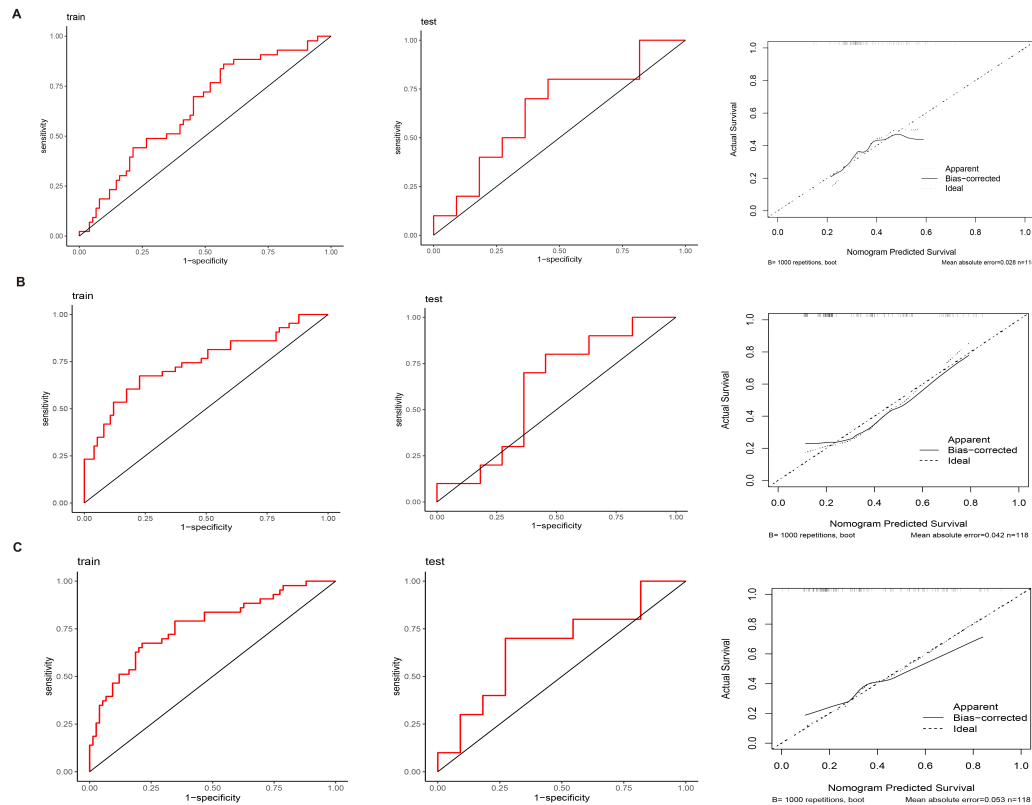 A
train
1.00
0.75
0.50
0.25
0.00
sensitivity
0.00 0.25 0.50 0.75 1.00
1−specificity
test
1.00
0.75
0.50
0.25
0.00
sensitivity
0.00 0.25 0.50 0.75 1.00
1−specificity
1.0
0.8
0.6
0.4
0.2
0.0
Actual Survival
Apparent
Bias−corrected
Ideal
0.0 0.2 0.4 0.6 0.8 1.0
Nomogram Predicted Survival
B= 1000 repetitions, boot Mean absolute error=0.028 n=11
B
train
1.00
0.75
0.50
0.25
0.00
sensitivity
0.00 0.25 0.50 0.75 1.00
1−specificity
test
1.00
0.75
0.50
0.25
0.00
sensitivity
0.00 0.25 0.50 0.75 1.00
1−specificity
1.0
0.8
0.6
0.4
0.2
0.0
Actual Survival
Apparent
Bias−corrected
Ideal
0.0 0.2 0.4 0.6 0.8 1.0
Nomogram Predicted Survival
B= 1000 repetitions, boot Mean absolute error=0.042 n=118
C
train
1.00
0.75
0.50
0.25
0.00
sensitivity
0.00 0.25 0.50 0.75 1.00
1−specificity
test
1.00
0.75
0.50
0.25
0.00
sensitivity
0.00 0.25 0.50 0.75 1.00
1−specificity
1.0
0.8
0.6
0.4
0.2
0.0
Actual Survival
Apparent
Bias−corrected
Ideal
0.0 0.2 0.4 0.6 0.8 1.0
Nomogram Predicted Survival
B= 1000 repetitions, boot Mean absolute error=0.053 n=118